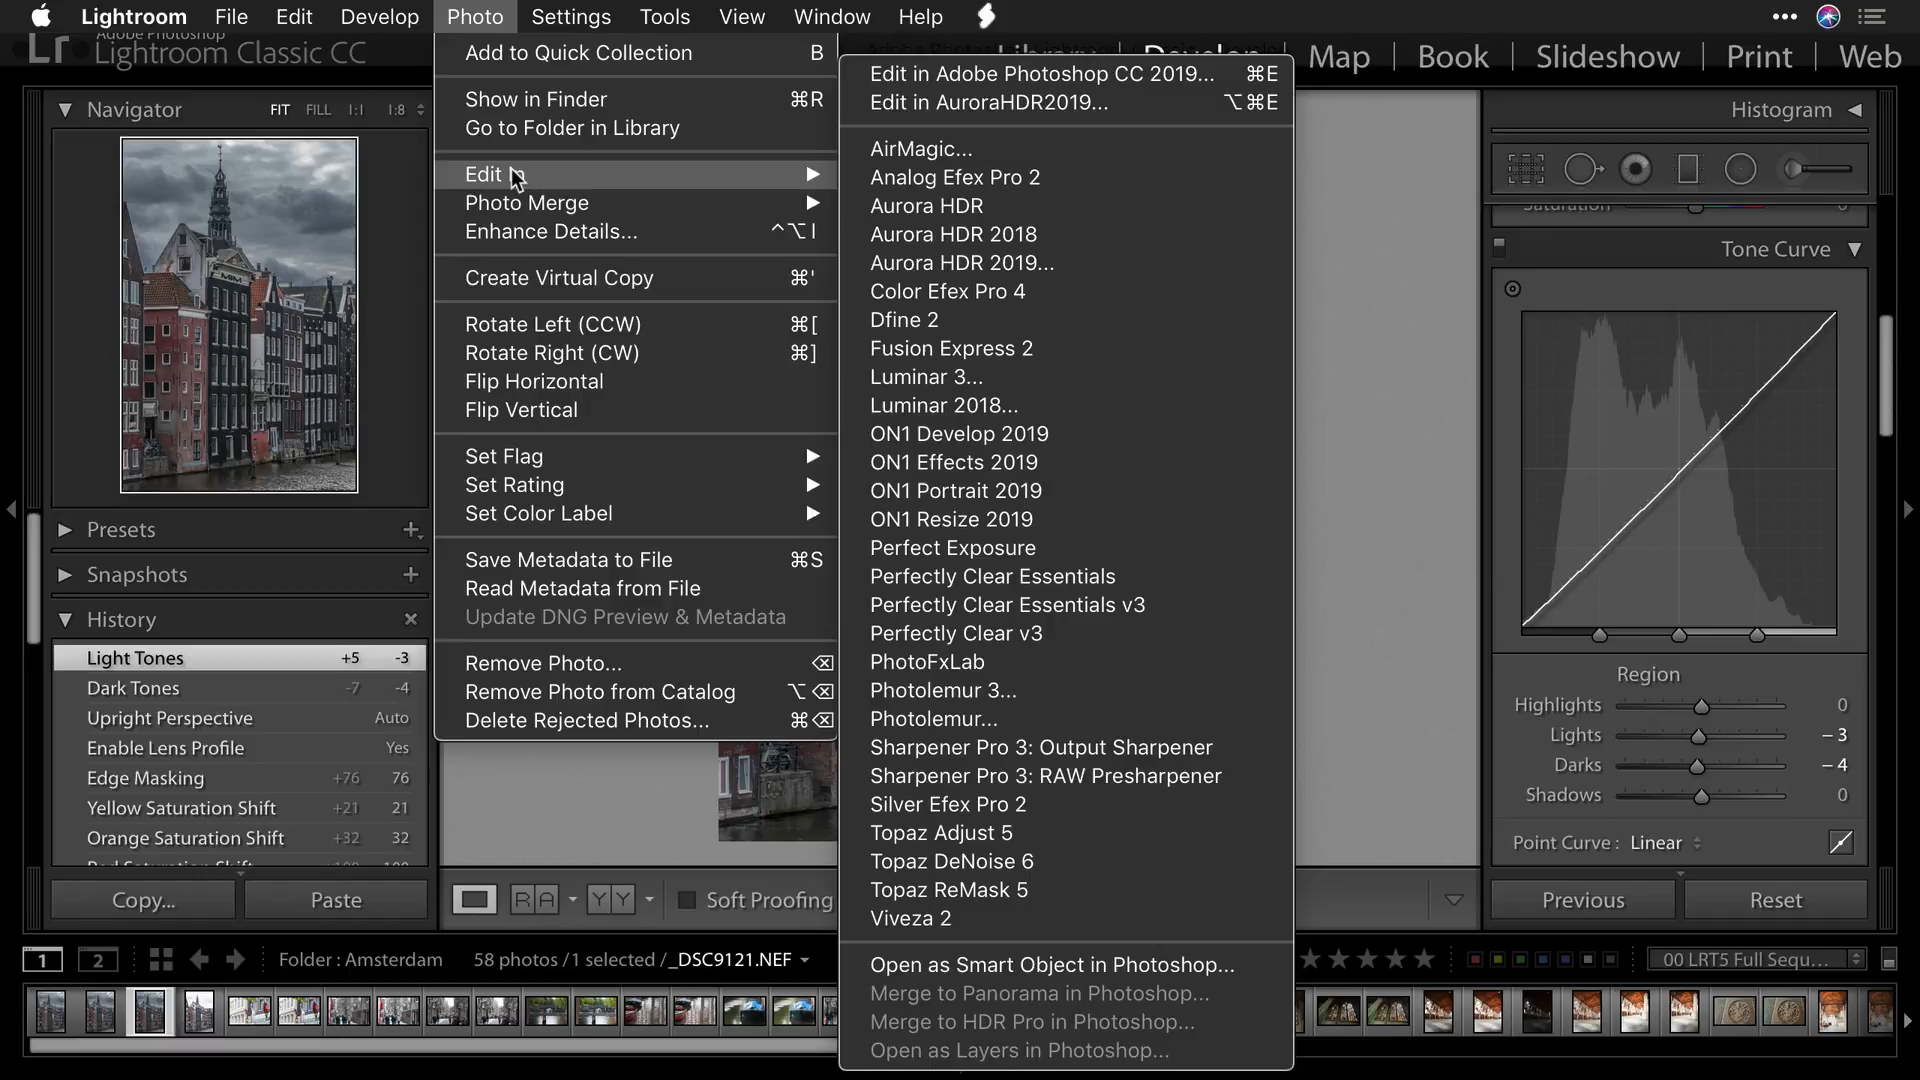 Lightroom File Edit Develop Photo Settings Tools View Window Help
Adobe Photoshop
Lr Lightroom Classic CC
Map | Book | Slideshow | Print | Web
Navigator FIT FILL 1:1 1:8
Presets
Snapshots
History
Light Tones +5 -3
Dark Tones -7 -4
Upright Perspective Auto
Enable Lens Profile Yes
Edge Masking +76 76
Yellow Saturation Shift +21 21
Orange Saturation Shift +32 32
Copy... Paste
Add to Quick Collection B
Show in Finder ⌘R
Go to Folder in Library
Edit In
Photo Merge
Enhance Details... ^⌥I
Create Virtual Copy ⌘'
Rotate Left (CCW) ⌘[
Rotate Right (CW) ⌘]
Flip Horizontal
Flip Vertical
Set Flag
Set Rating
Set Color Label
Save Metadata to File ⌘S
Read Metadata from File
Update DNG Preview & Metadata
Remove Photo... ⌫
Remove Photo from Catalog ⌥⌫
Delete Rejected Photos... ⌘⌫
Edit in Adobe Photoshop CC 2019... ⌘E
Edit in AuroraHDR2019... ⌥⌘E
AirMagic...
Analog Efex Pro 2
Aurora HDR
Aurora HDR 2018
Aurora HDR 2019...
Color Efex Pro 4
Dfine 2
Fusion Express 2
Luminar 3...
Luminar 2018...
ON1 Develop 2019
ON1 Effects 2019
ON1 Portrait 2019
ON1 Resize 2019
Perfect Exposure
Perfectly Clear Essentials
Perfectly Clear Essentials v3
Perfectly Clear v3
PhotoFxLab
Photolemur 3...
Photolemur...
Sharpener Pro 3: Output Sharpener
Sharpener Pro 3: RAW Presharpener
Silver Efex Pro 2
Topaz Adjust 5
Topaz DeNoise 6
Topaz ReMask 5
Viveza 2
Open as Smart Object in Photoshop...
Merge to Panorama in Photoshop...
Merge to HDR Pro in Photoshop...
Open as Layers in Photoshop...
Histogram
Saturation 0
Tone Curve
Region
Highlights 0
Lights – 3
Darks – 4
Shadows 0
Point Curve : Linear
Previous Reset
R A Y Y Soft Proofing
1 2 Folder : Amsterdam 58 photos /1 selected /_DSC9121.NEF 00 LRT5 Full Sequ...